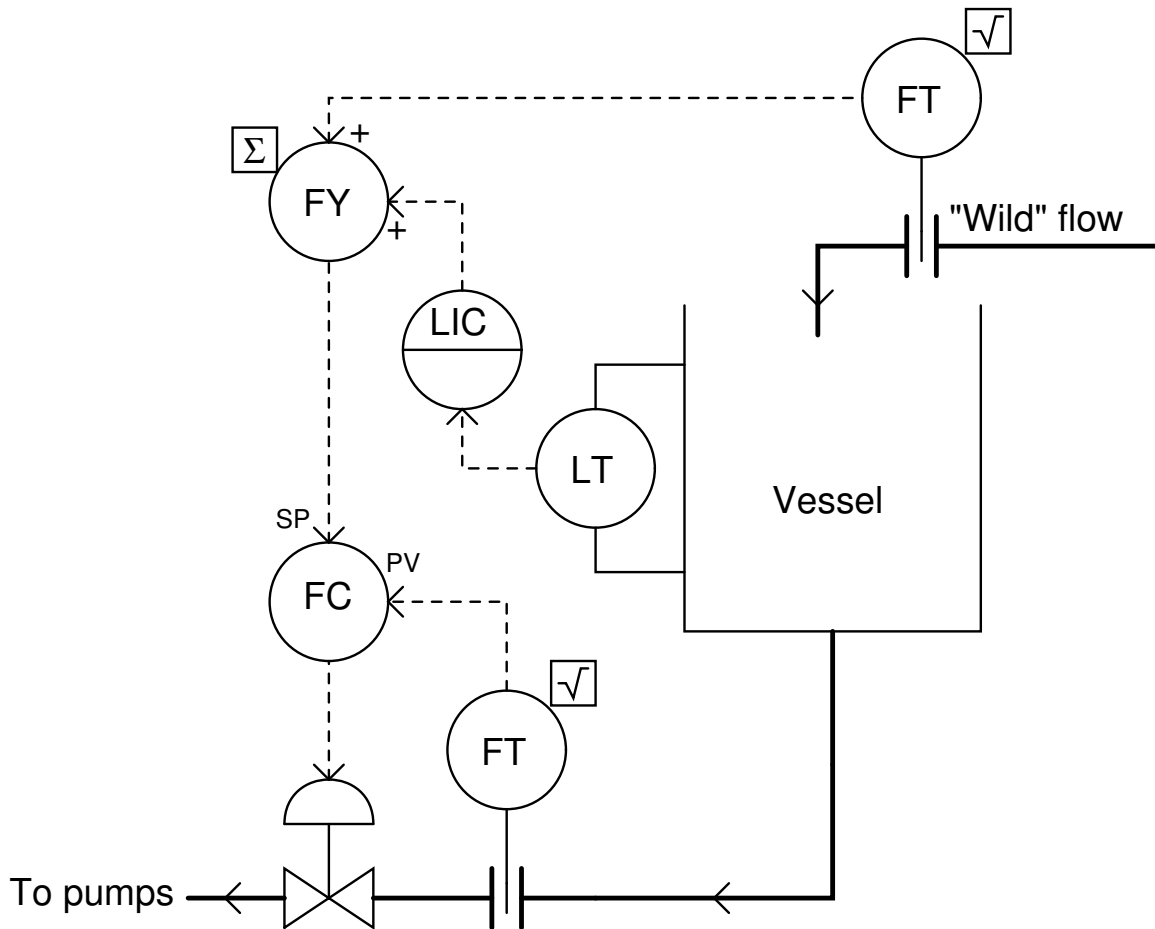 √
FT
+
Σ
FY
"Wild" flow
+
LIC
LT
Vessel
SP
PV
FC
√
FT
To pumps